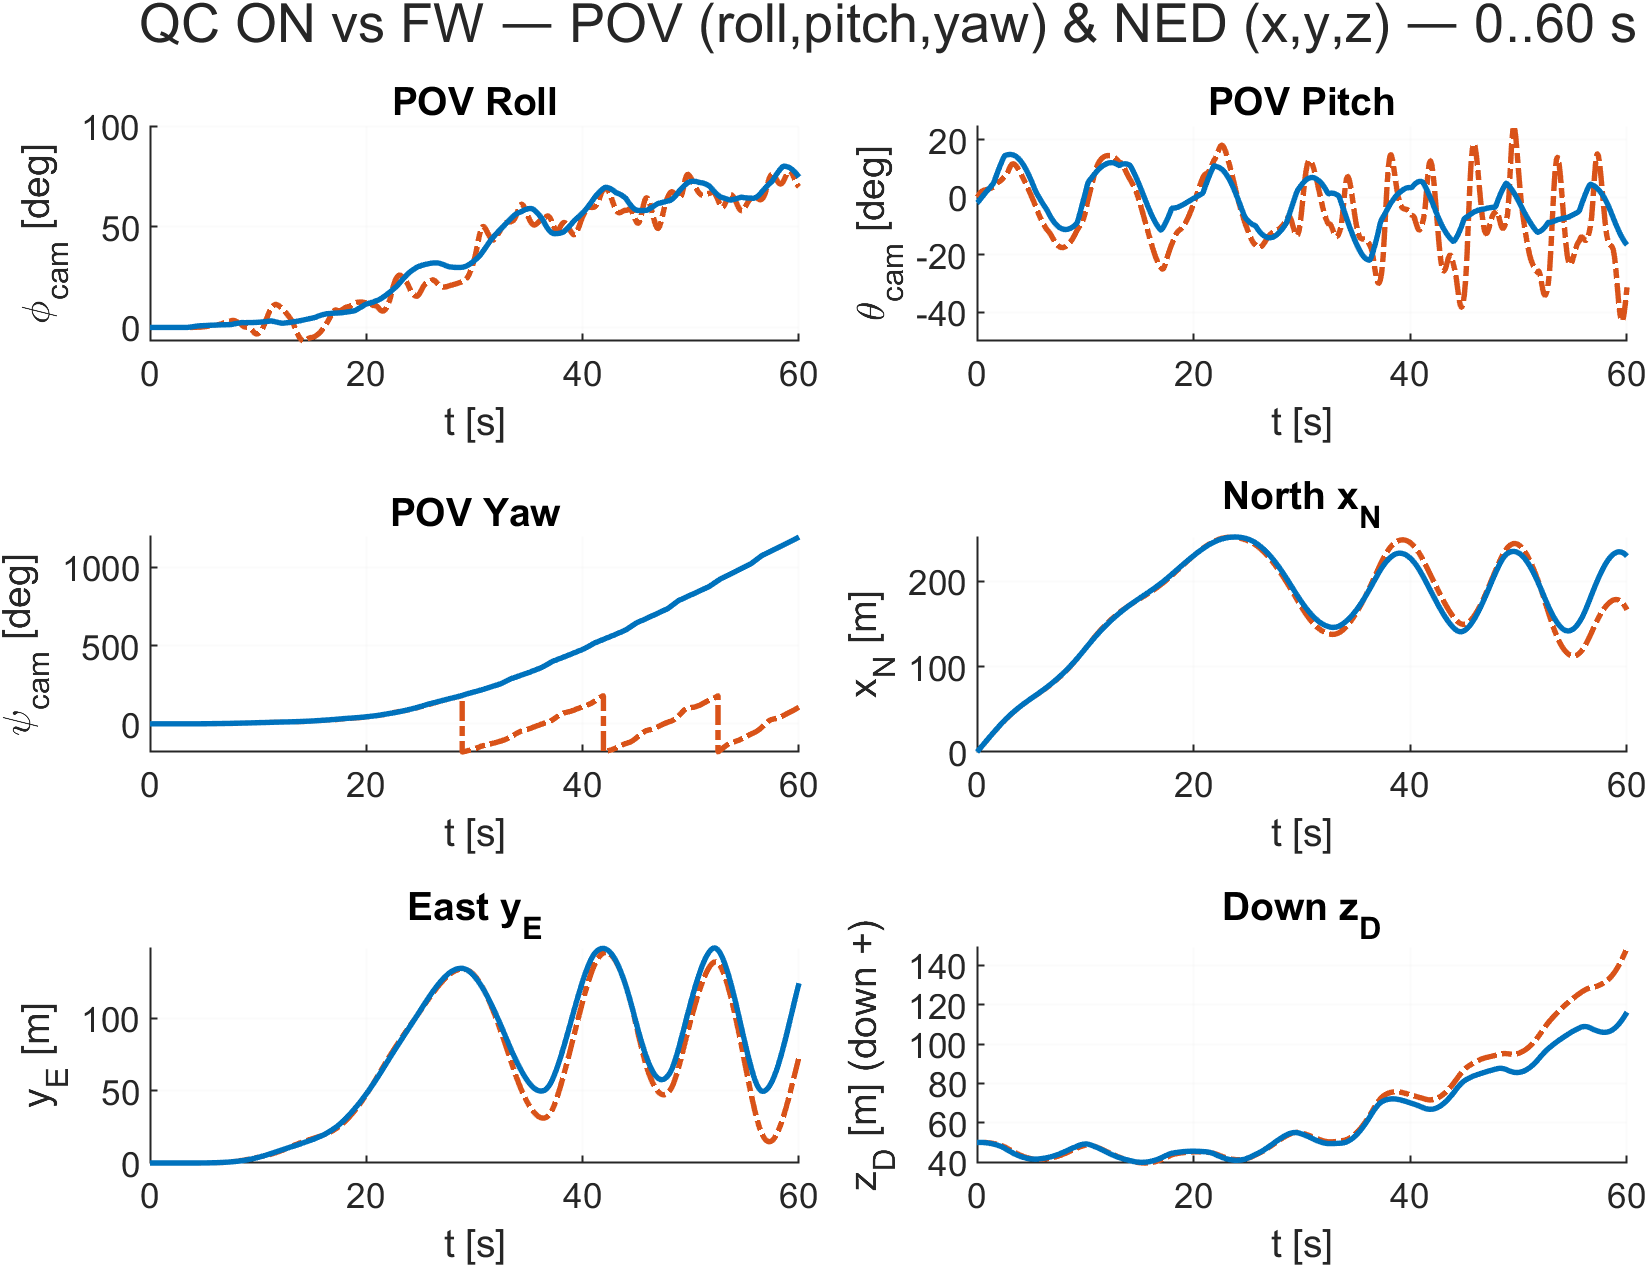 QC ON vs FW — POV (roll,pitch,yaw) & NED (x,y,z) — 0..60 s
POV Roll
ϕcam [deg]
100
50
0
0 20 40 60
t [s]
POV Pitch
θcam [deg]
20
0
-20
-40
0 20 40 60
t [s]
POV Yaw
ψcam [deg]
1000
500
0
0 20 40 60
t [s]
North xN
xN [m]
200
100
0
0 20 40 60
t [s]
East yE
yE [m]
100
50
0
0 20 40 60
t [s]
Down zD
zD [m] (down +)
140
120
100
80
60
40
0 20 40 60
t [s]